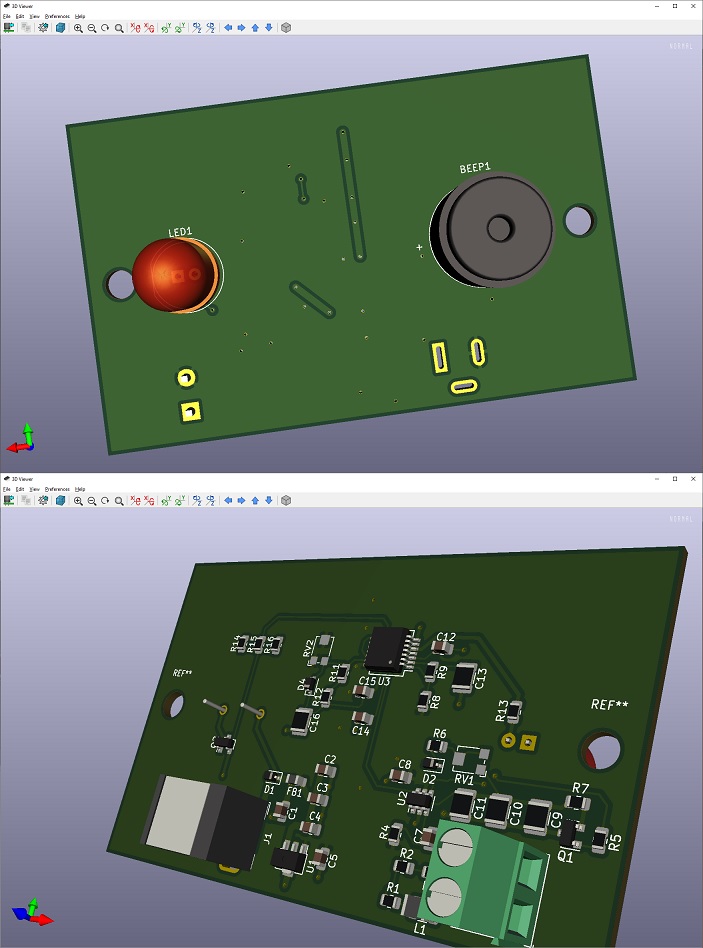 3D Viewer
File Edit View Preferences Help
NORMAL
BEEP1
LED1
+
3D Viewer
File Edit View Preferences Help
NORMAL
R14
R15
R16
RV2
C12
U3
C15
R11
D4
R12
R9
C13
R8
REF**
REF**
R13
C16
C14
R6
C2
C8
D2
RV1
D1
FB1
C3
C1
C4
U2
C11
C10
C9
R7
J1
U1
C5
R4
C7
R2
Q1
R5
R1
L1